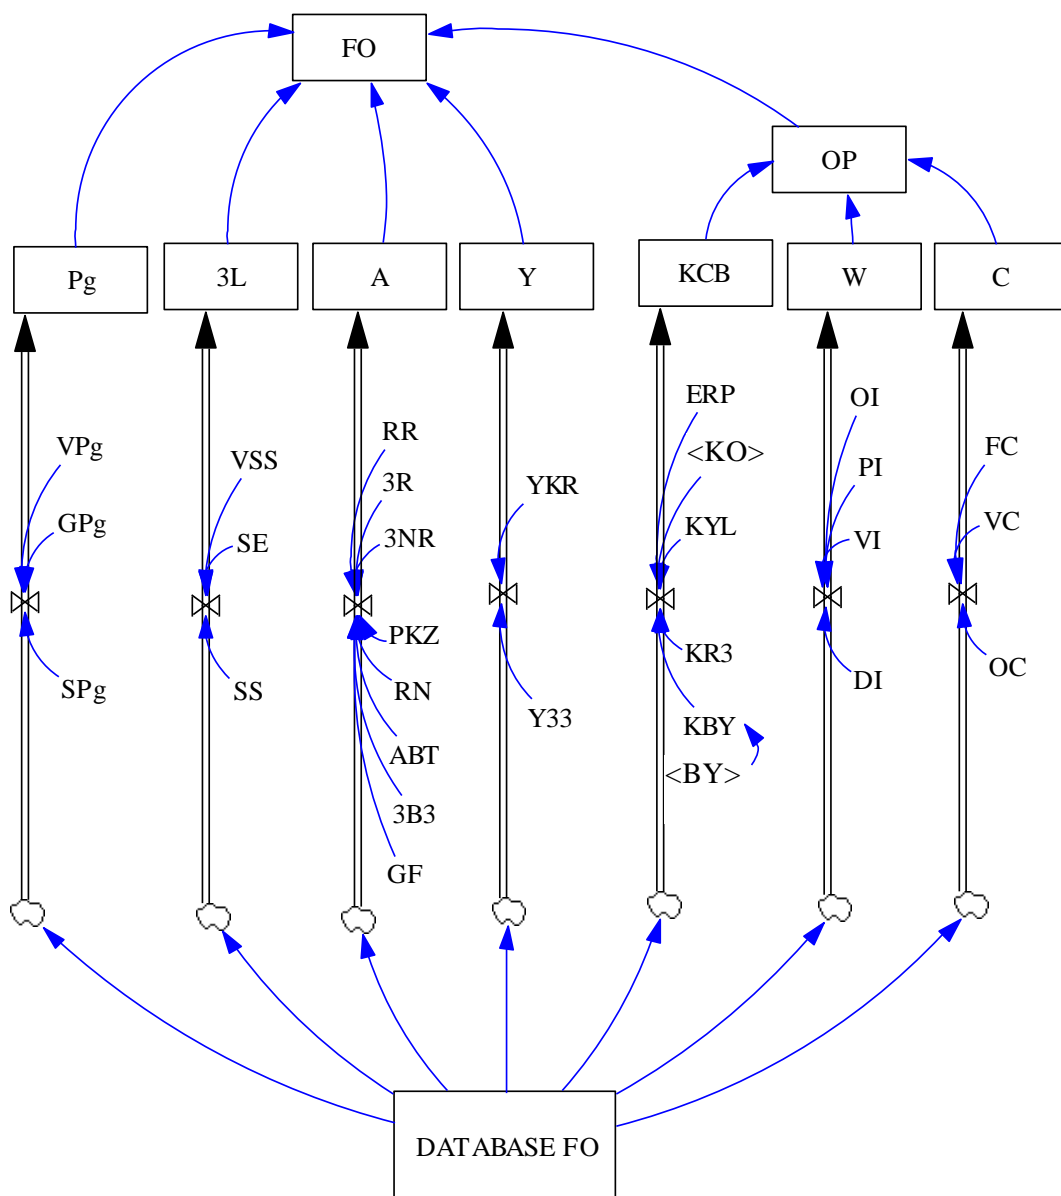 FO
OP
Pg
3L
A
Y
KCB
W
C
VPg
GPg
SPg
VSS
SE
SS
RR
3R
3NR
PKZ
RN
ABT
3B3
GF
YKR
Y33
ERP
<KO>
KYL
KR3
KBY
<BY>
OI
PI
VI
DI
FC
VC
OC
DATABASE FO